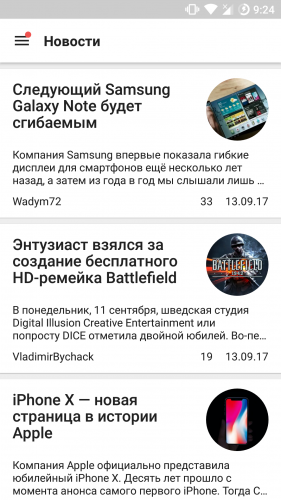 9:24
Новости
Следующий Samsung
Galaxy Note будет
сгибаемым
Компания Samsung впервые показала гибкие
дисплеи для смартфонов ещё несколько лет
назад, а затем из года в год мы слышали лишь ...
Wadym72 33 13.09.17
Энтузиаст взялся за
создание бесплатного
HD-ремейка Battlefield
BATTLEFIELD
В понедельник, 11 сентября, шведская студия
Digital Illusion Creative Entertainment или
попросту DICE отметила двойной юбилей. Во-пе...
VladimirBychack 19 13.09.17
iPhone X — новая
страница в истории
Apple
Компания Apple официально представила
юбилейный iPhone X. Десять лет прошло с
момента анонса самого первого iPhone. Тогда С...